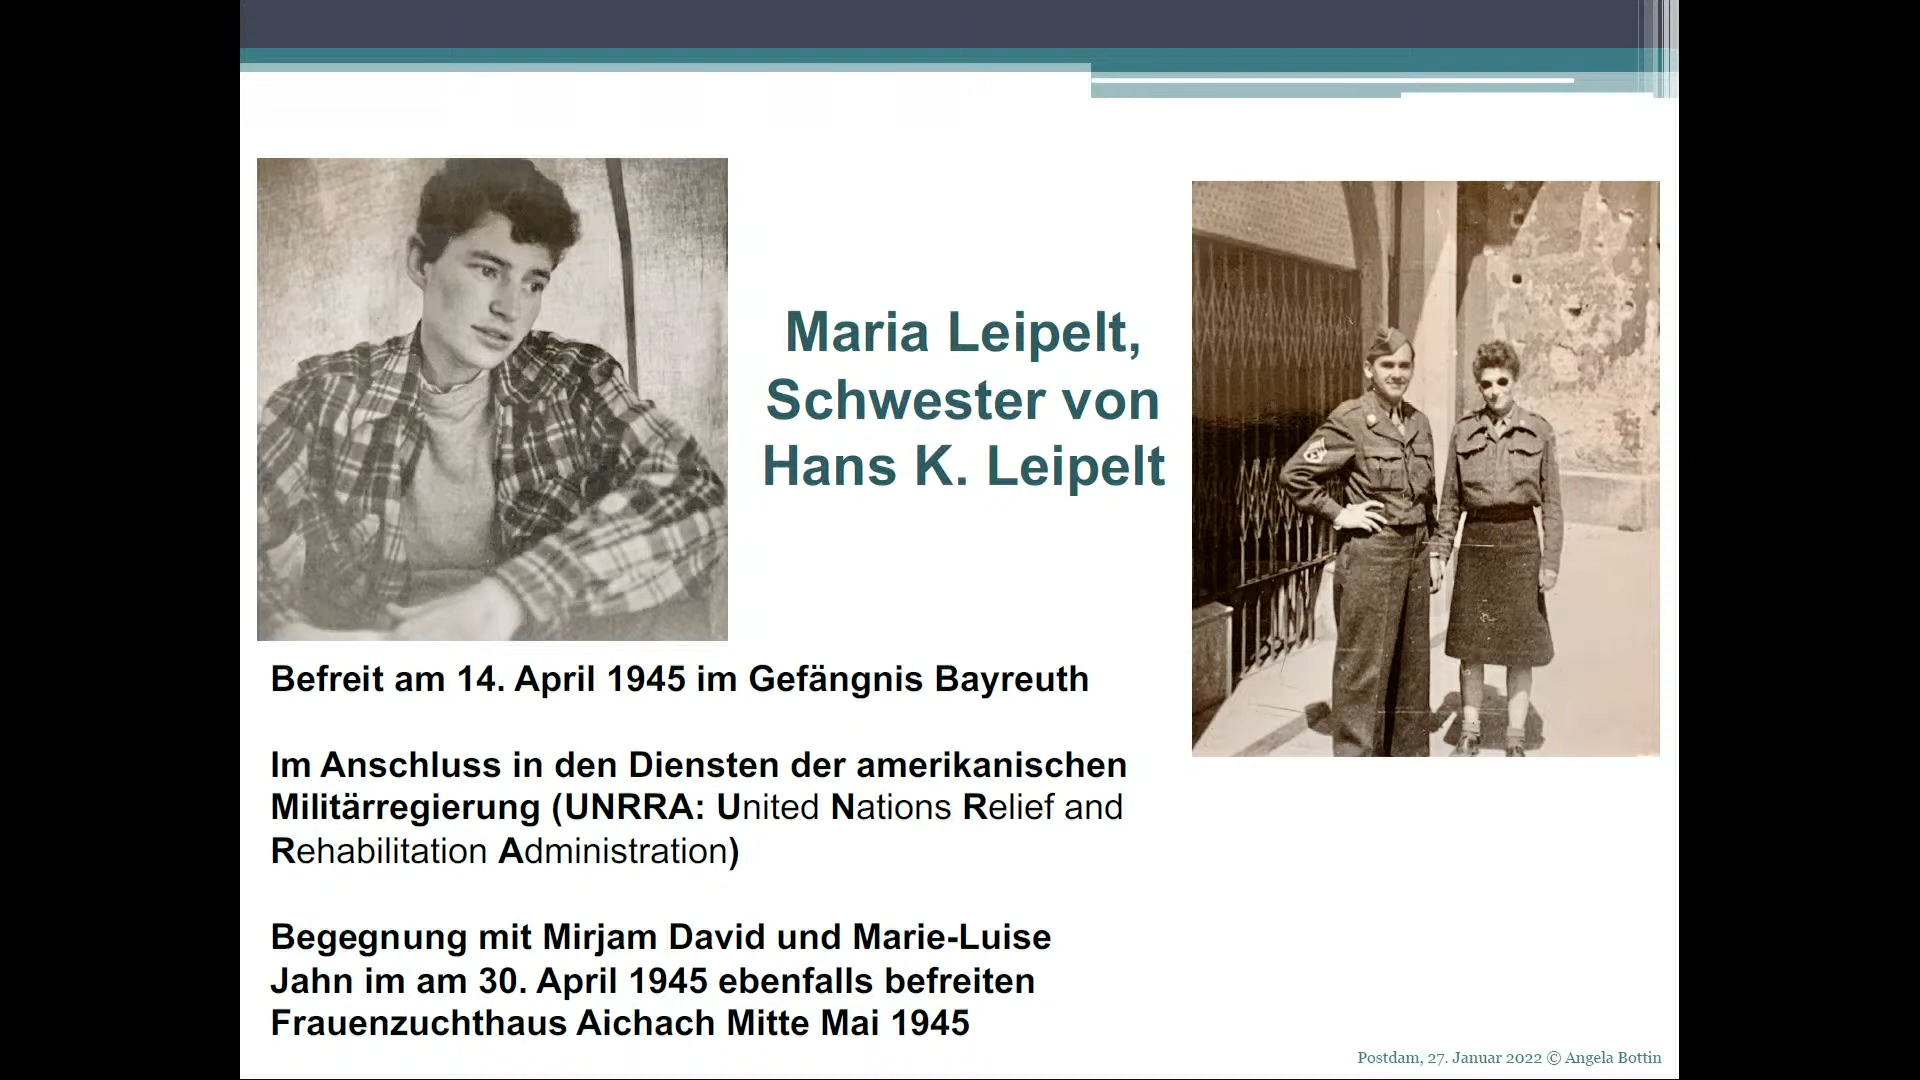 Maria Leipelt,
Schwester von
Hans K. Leipelt
Befreit am 14. April 1945 im Gefängnis Bayreuth
Im Anschluss in den Diensten der amerikanischen
Militärregierung (UNRRA: United Nations Relief and
Rehabilitation Administration)
Begegnung mit Mirjam David und Marie-Luise
Jahn im am 30. April 1945 ebenfalls befreiten
Frauenzuchthaus Aichach Mitte Mai 1945
Postdam, 27. Januar 2022 © Angela Bottin